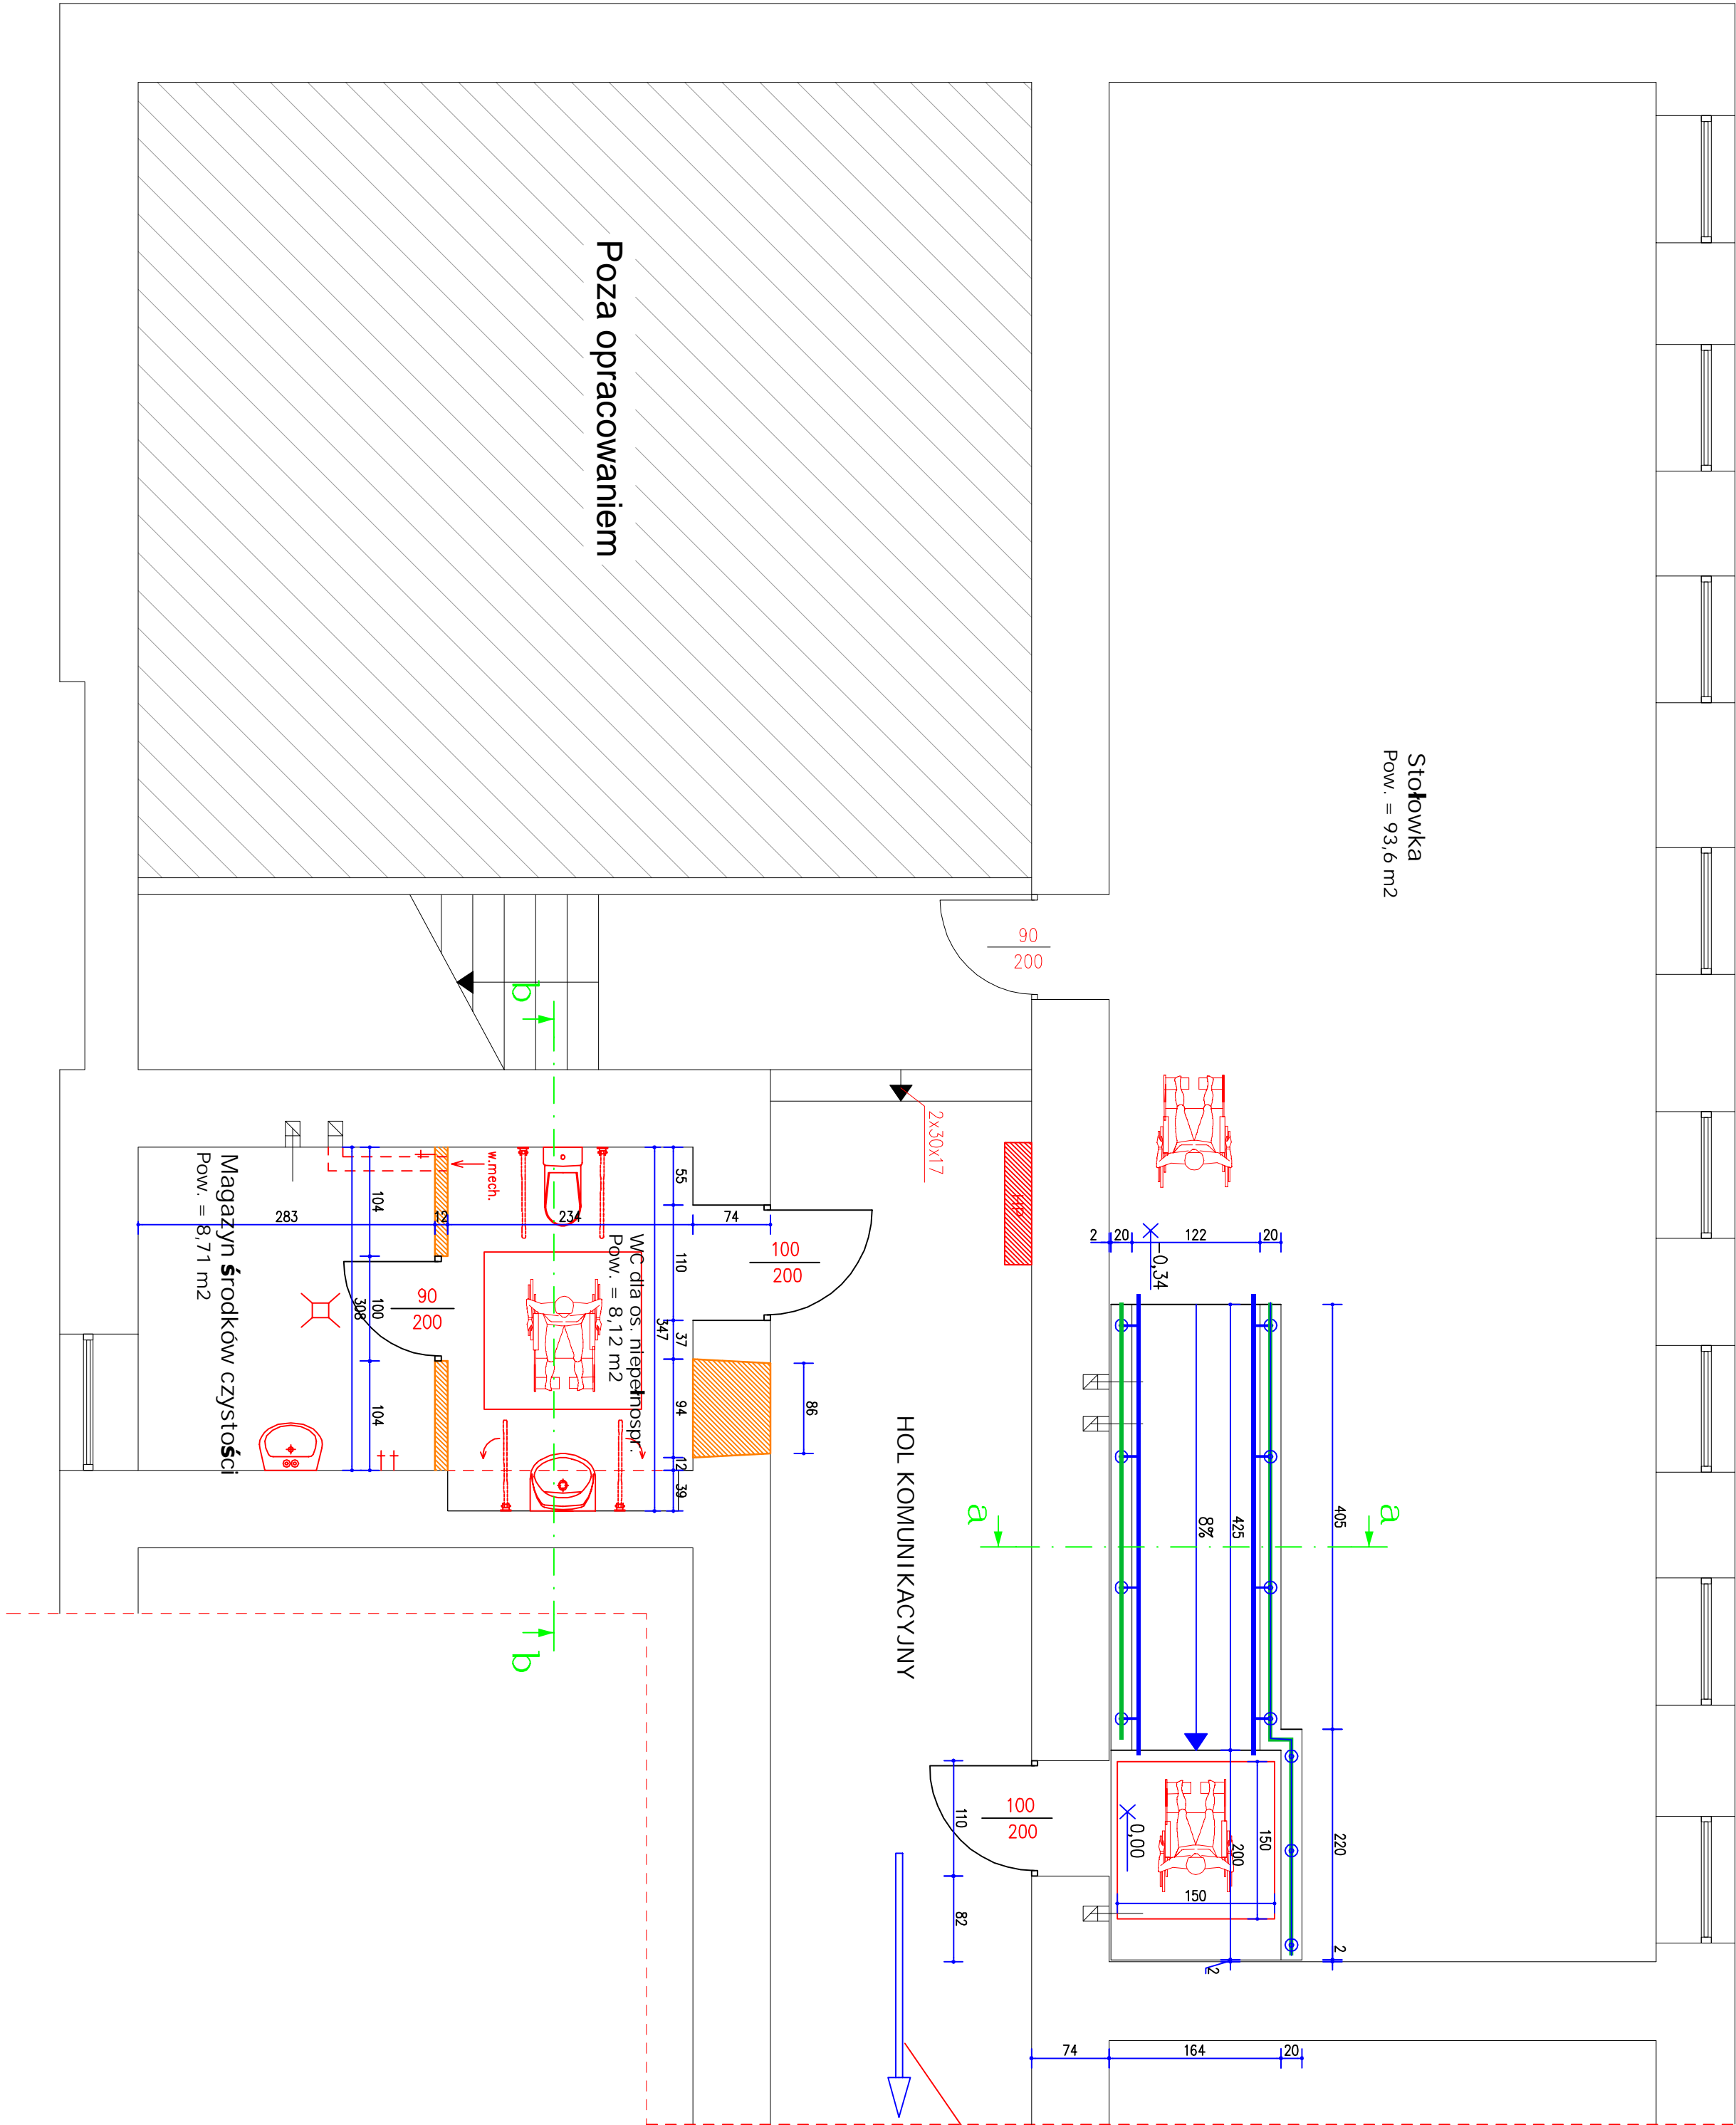 Stołowka
Pow. = 93,6 m2
Poza opracowaniem
90
200
2x30x17
HP
2
20
122
20
-0,34
405
425
8%
a
a
220
200
150
150
0,00
2
2
100
200
110
82
74
164
20
HOL KOMUNIKACYJNY
100
200
74
86
WC dla os. niepełnospr.
Pow. = 8,12 m2
55
110
37
94
12
39
347
234
12
283
w.mech.
b
b
90
200
104
100
104
308
Magazyn środków czystości
Pow. = 8,71 m2